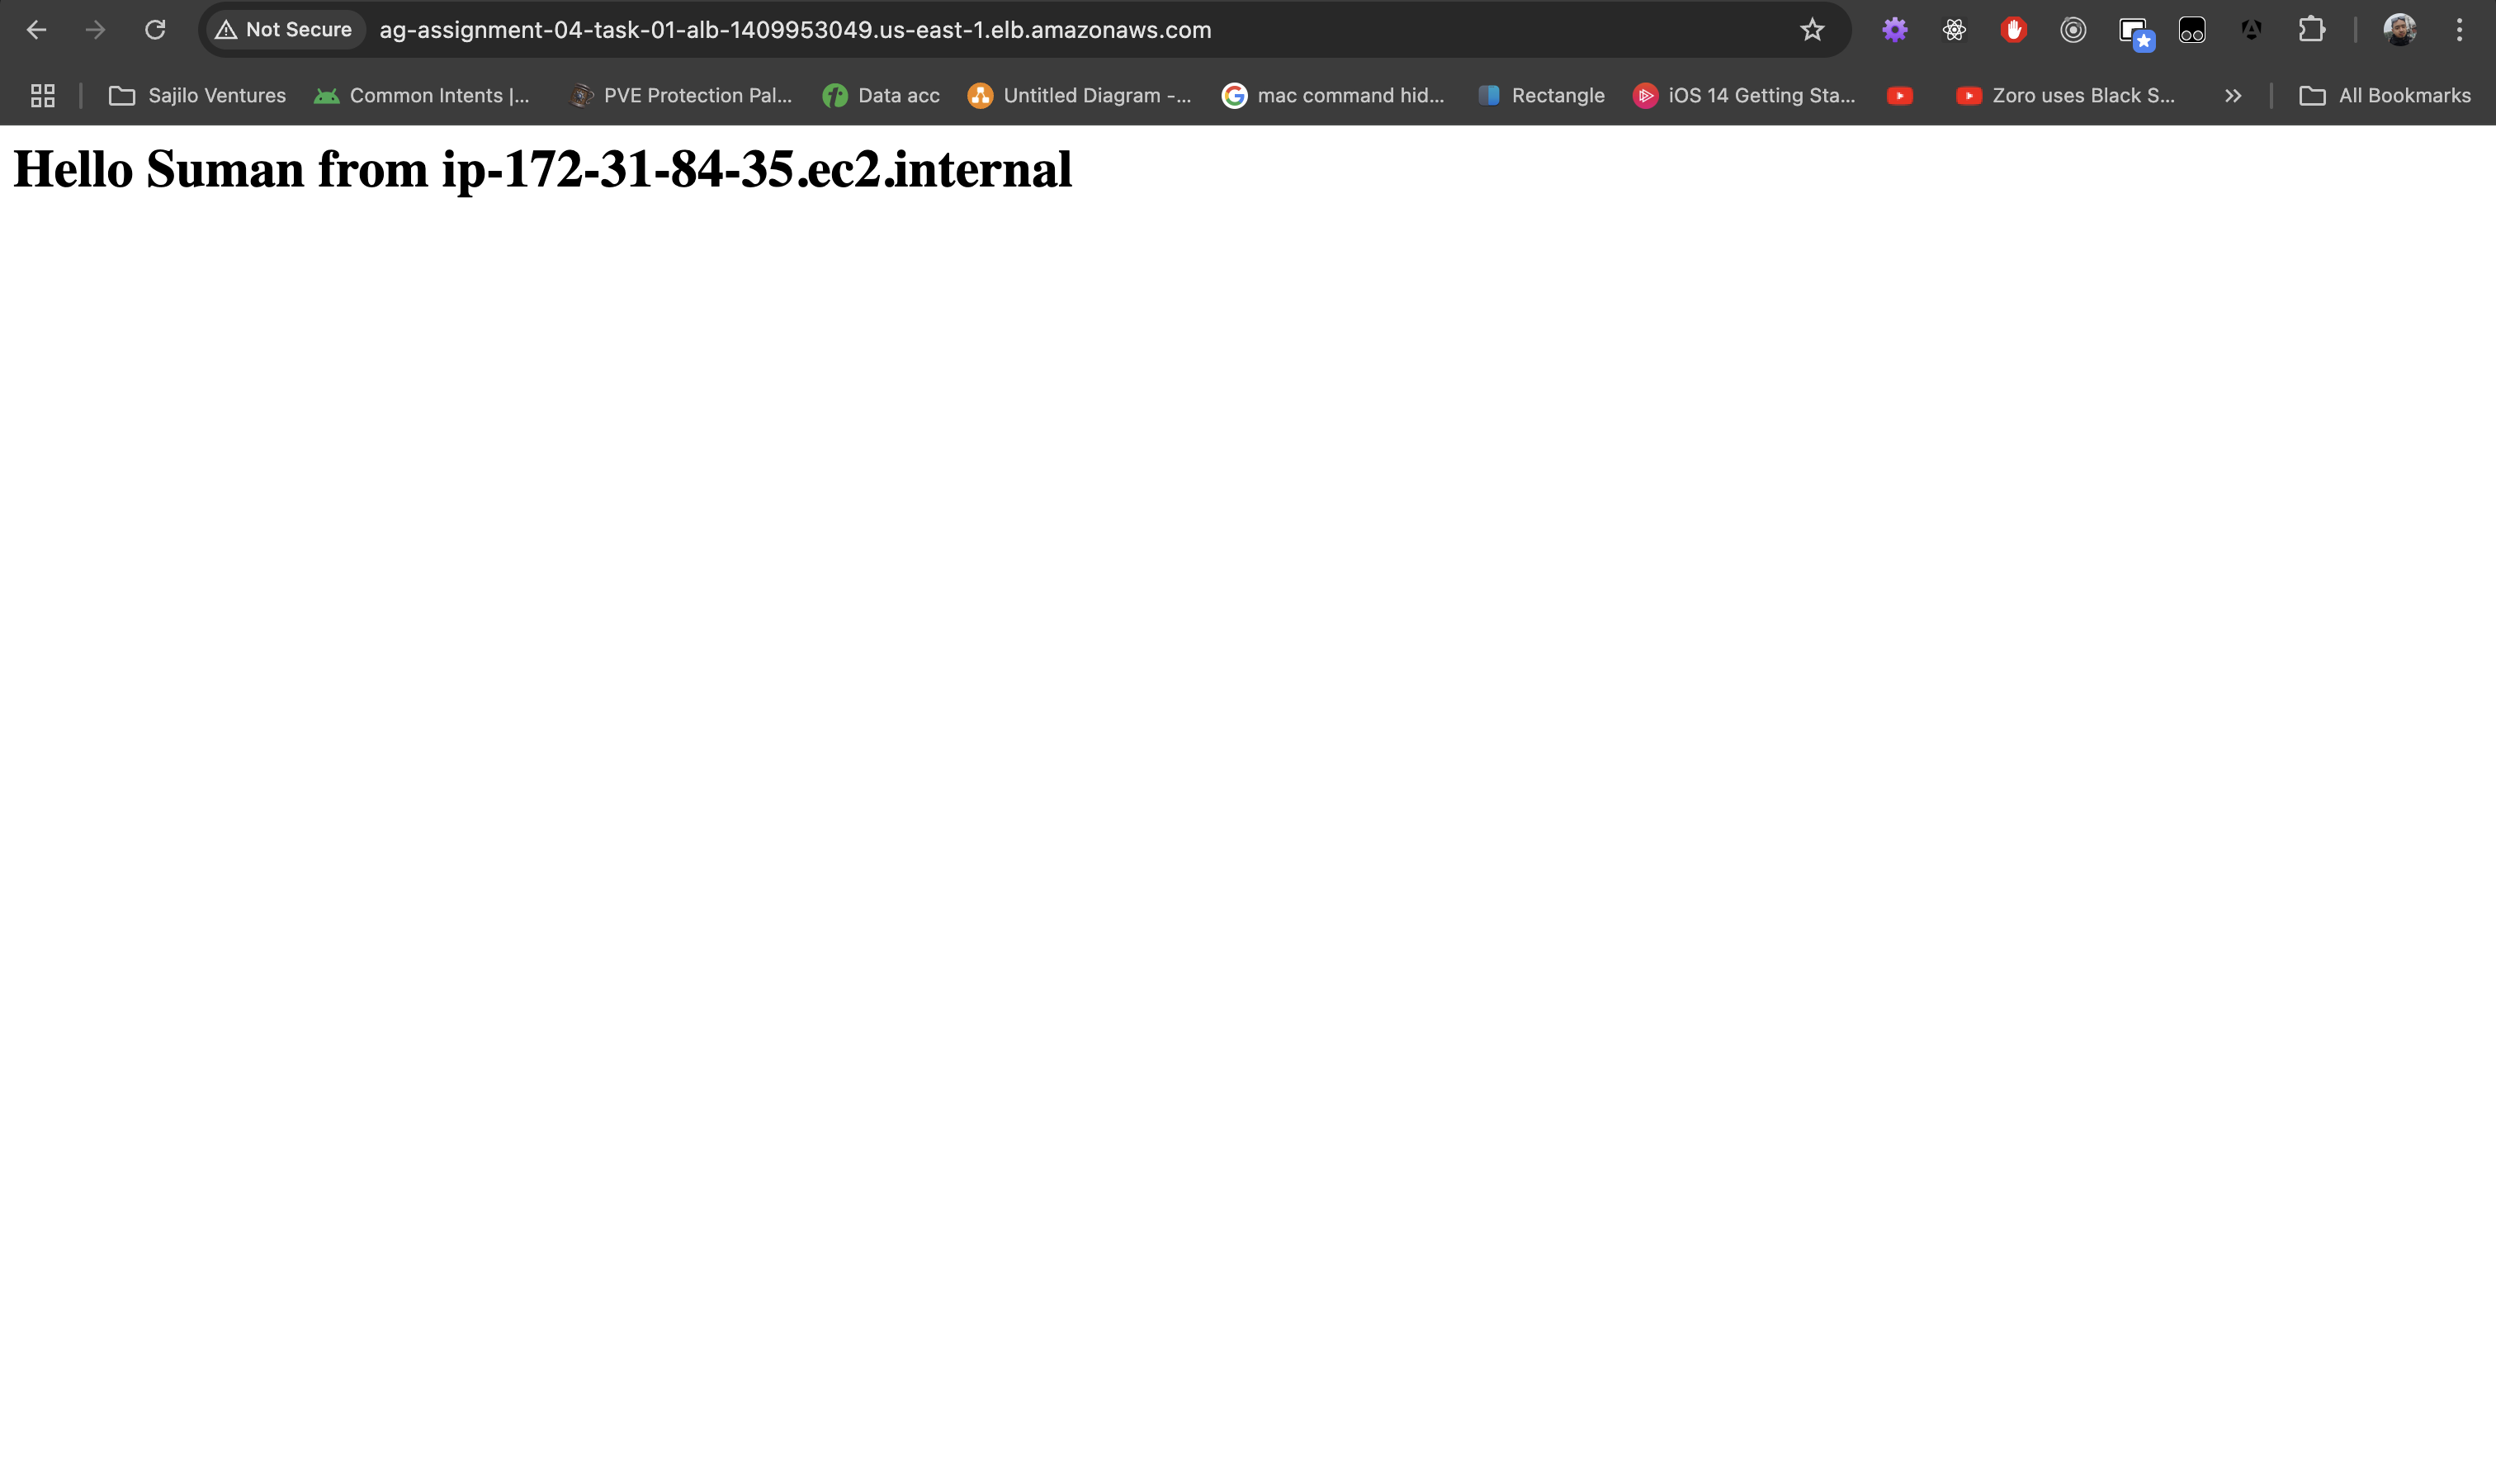 Not Secure ag-assignment-04-task-01-alb-1409953049.us-east-1.elb.amazonaws.com
Sajilo Ventures Common Intents |... PVE Protection Pal... Data acc Untitled Diagram -... mac command hid... Rectangle iOS 14 Getting Sta... Zoro uses Black S... All Bookmarks
Hello Suman from ip-172-31-84-35.ec2.internal